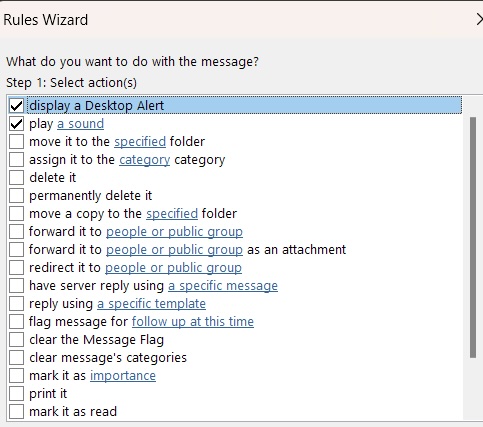 Rules Wizard
What do you want to do with the message?
Step 1: Select action(s)
display a Desktop Alert
play a sound
move it to the specified folder
assign it to the category category
delete it
permanently delete it
move a copy to the specified folder
forward it to people or public group
forward it to people or public group as an attachment
redirect it to people or public group
have server reply using a specific message
reply using a specific template
flag message for follow up at this time
clear the Message Flag
clear message's categories
mark it as importance
print it
mark it as read